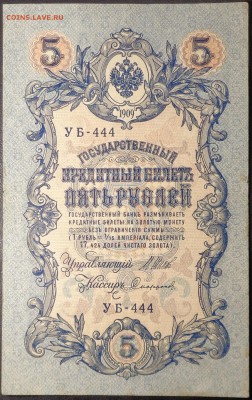 COINS.LAVE.RU
5 5
1909
УБ-444
ГОСУДАРСТВЕННЫЙ
КРЕДИТНЫЙ БИЛЕТЪ
ПЯТЬ РУБЛЕЙ
ГОСУДАРСТВЕННЫЙ БАНКЪ РАЗМѢНИВАЕТЪ
КРЕДИТНЫЕ БИЛЕТЫ НА ЗОЛОТУЮ МОНЕТУ
БЕЗЪ ОГРАНИЧЕНІЯ СУММЫ
(1 РУБЛЬ = 1/15 ИМПЕРІАЛА, СОДЕРЖИТЪ
17,424 ДОЛЕЙ ЧИСТАГО ЗОЛОТА).
Управляющій
Кассиръ
УБ-444
5